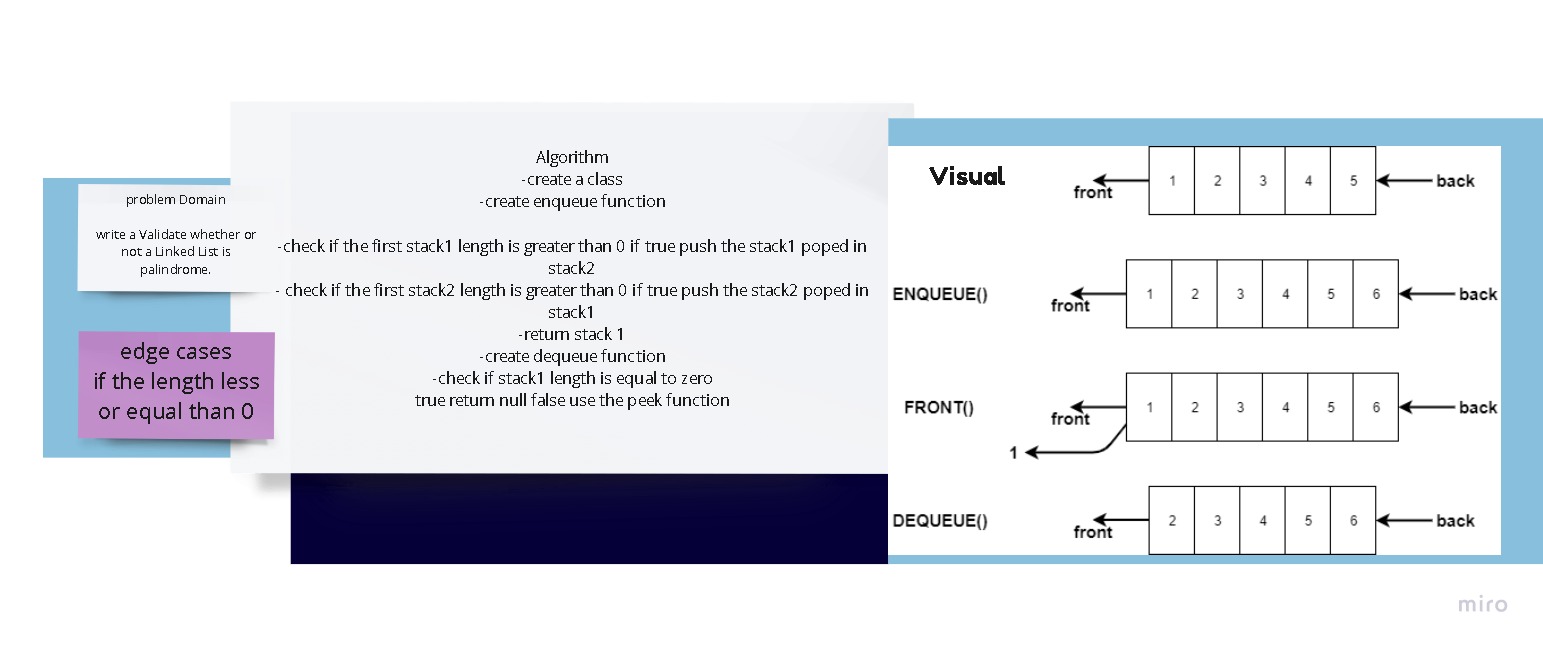 problem Domain
write a Validate whether or
not a Linked List is
palindrome.
edge cases
if the length less
or equal than 0
Algorithm
-create a class
-create enqueue function
-check if the first stack1 length is greater than 0 if true push the stack1 poped in
stack2
- check if the first stack2 length is greater than 0 if true push the stack2 poped in
stack1
-return stack 1
-create dequeue function
-check if stack1 length is equal to zero
true return null false use the peek function
Visual
front 1 2 3 4 5 back
ENQUEUE() front 1 2 3 4 5 6 back
FRONT() front 1 2 3 4 5 6 back
1
DEQUEUE() front 2 3 4 5 6 back
miro